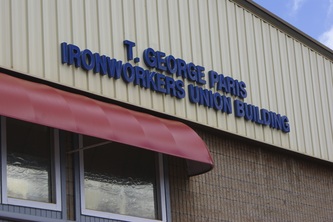 T. GEORGE PARIS
IRONWORKERS UNION BUILDING